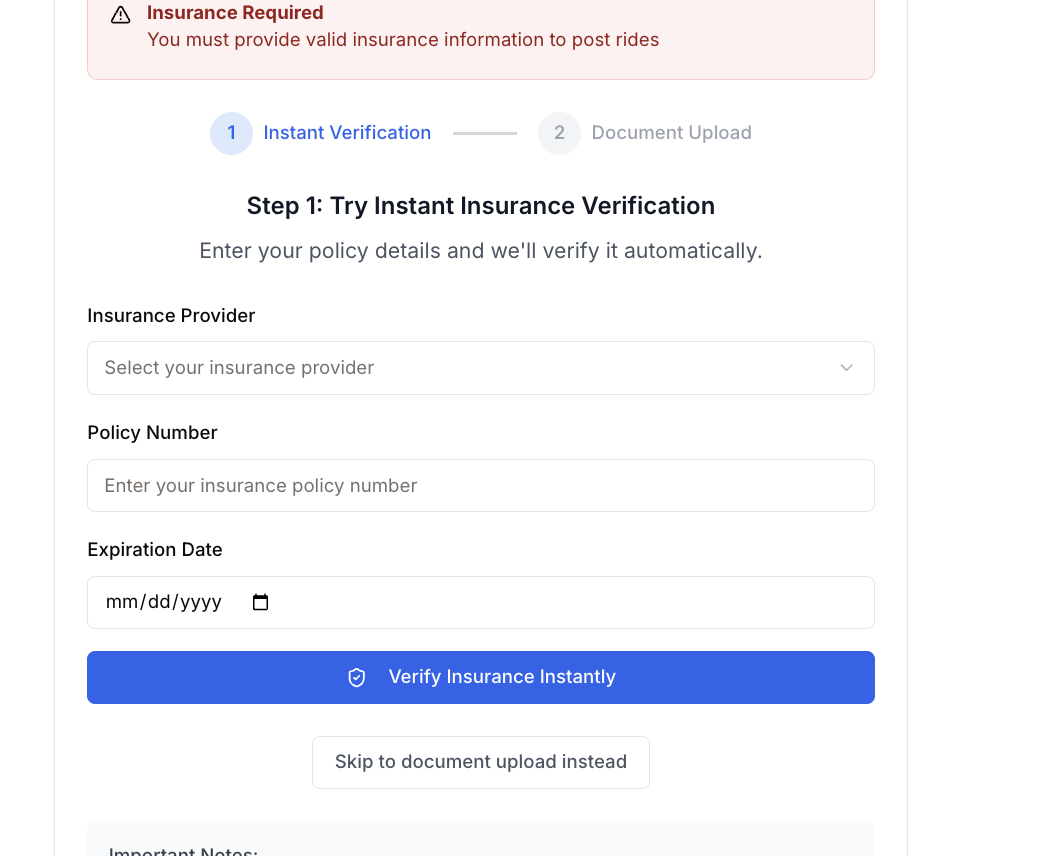 Insurance Required
You must provide valid insurance information to post rides
1 Instant Verification 2 Document Upload
Step 1: Try Instant Insurance Verification
Enter your policy details and we'll verify it automatically.
Insurance Provider
Select your insurance provider
Policy Number
Enter your insurance policy number
Expiration Date
mm/dd/yyyy
Verify Insurance Instantly
Skip to document upload instead
Important Notes: